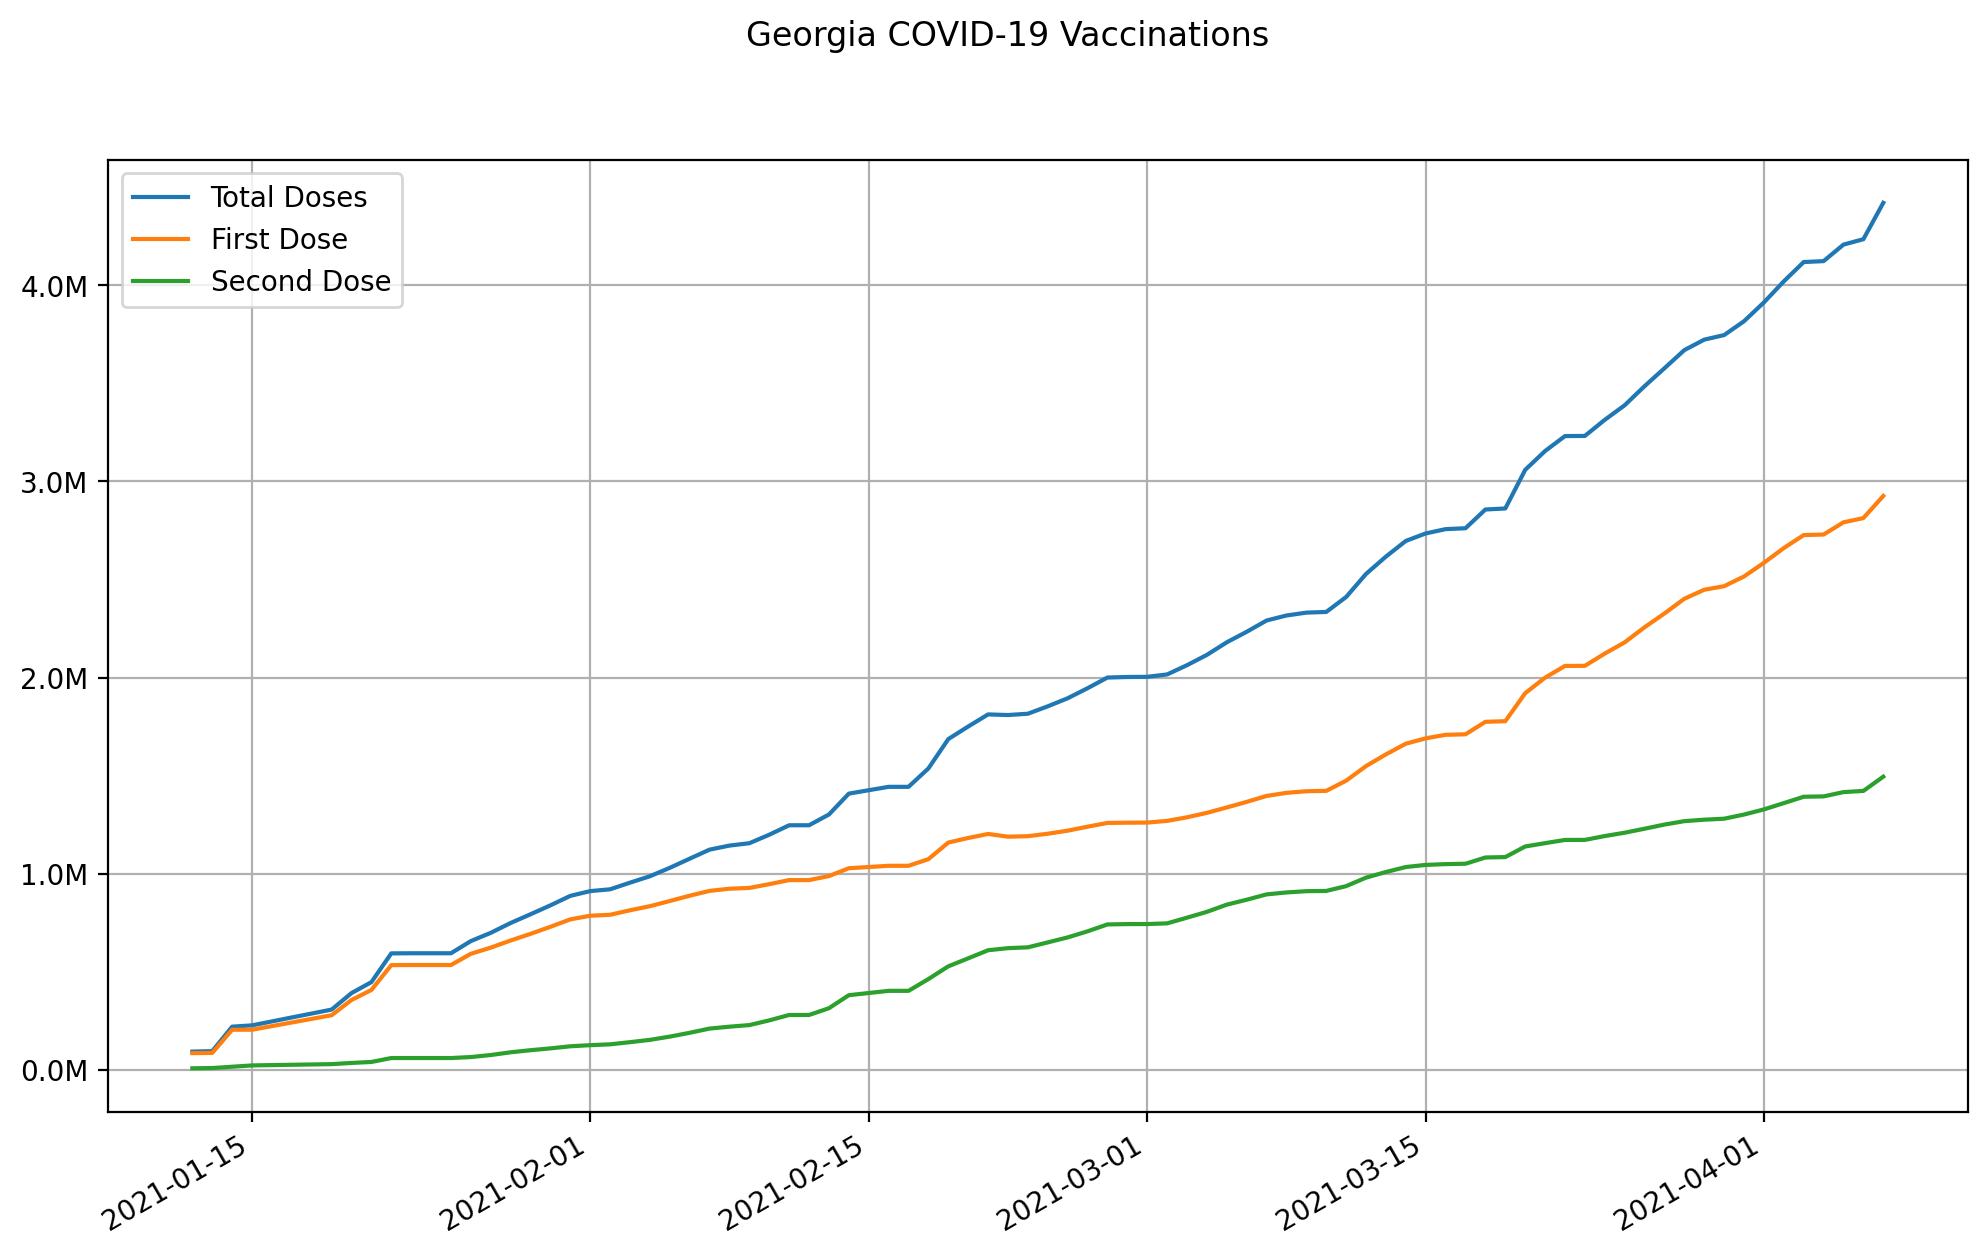 Georgia COVID-19 Vaccinations
Total Doses
First Dose
Second Dose
4.0M
3.0M
2.0M
1.0M
0.0M
2021-01-15
2021-02-01
2021-02-15
2021-03-01
2021-03-15
2021-04-01